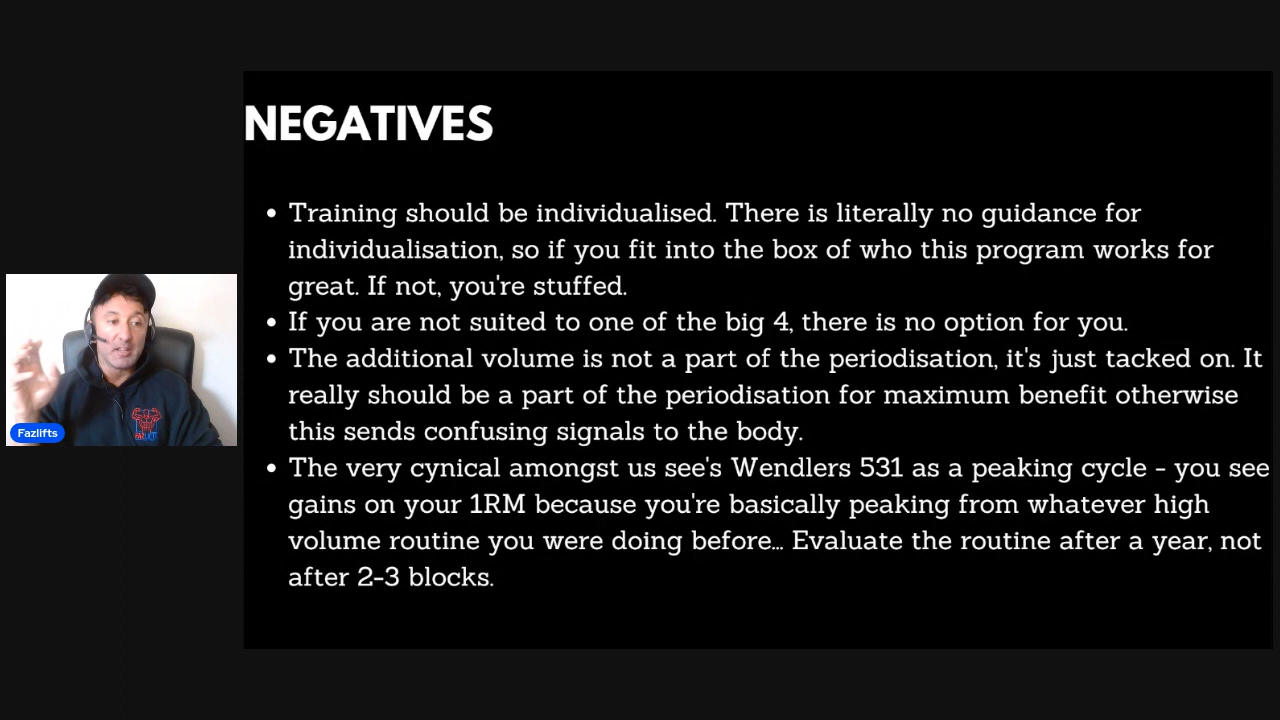 NEGATIVES
Training should be individualised. There is literally no guidance for
individualisation, so if you fit into the box of who this program works for
great. If not, you're stuffed.
If you are not suited to one of the big 4, there is no option for you.
The additional volume is not a part of the periodisation, it's just tacked on. It
really should be a part of the periodisation for maximum benefit otherwise
this sends confusing signals to the body.
The very cynical amongst us see's Wendlers 531 as a peaking cycle - you see
gains on your 1RM because you're basically peaking from whatever high
volume routine you were doing before... Evaluate the routine after a year, not
after 2-3 blocks.
Fazlifts